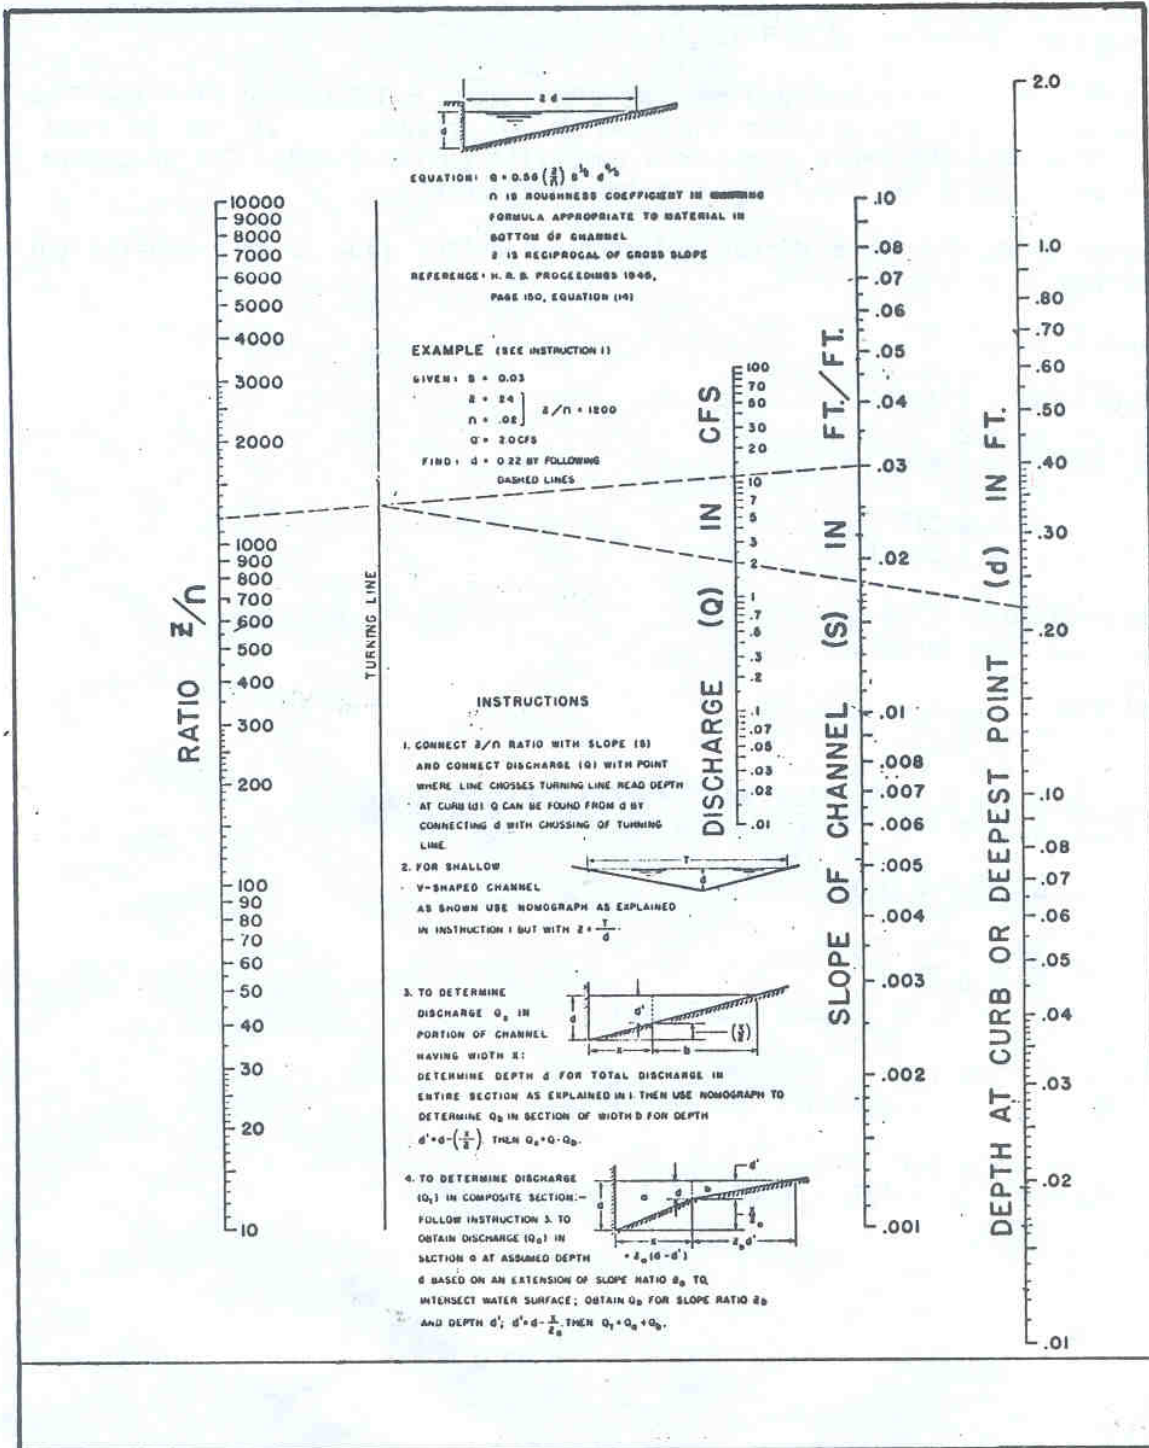 z d
d
EQUATION: Q = 0.56 (z/n) s^1/2 d^8/3
n IS ROUGHNESS COEFFICIENT IN MANNING
FORMULA APPROPRIATE TO MATERIAL IN
BOTTOM OF CHANNEL
z IS RECIPROCAL OF CROSS SLOPE
REFERENCE: H. R. B. PROCEEDINGS 1946,
PAGE 150, EQUATION (14)
EXAMPLE (SEE INSTRUCTION 1)
GIVEN: S = 0.03
z = 24
n = .02
z/n = 1200
Q = 2.0 CFS
FIND: d = 0.22 BY FOLLOWING
DASHED LINES
RATIO z/n
10000
9000
8000
7000
6000
5000
4000
3000
2000
1000
900
800
700
600
500
400
300
200
100
90
80
70
60
50
40
30
20
10
TURNING LINE
DISCHARGE (Q) IN CFS
100
70
50
30
20
10
7
5
3
2
1
.7
.5
.3
.2
.1
.07
.05
.03
.02
.01
SLOPE OF CHANNEL (S) IN FT./FT.
.10
.08
.07
.06
.05
.04
.03
.02
.01
.008
.007
.006
.005
.004
.003
.002
.001
DEPTH AT CURB OR DEEPEST POINT (d) IN FT.
2.0
1.0
.80
.70
.60
.50
.40
.30
.20
.10
.08
.07
.06
.05
.04
.03
.02
.01
INSTRUCTIONS
1. CONNECT z/n RATIO WITH SLOPE (S)
AND CONNECT DISCHARGE (Q) WITH POINT
WHERE LINE CROSSES TURNING LINE READ DEPTH
AT CURB (d). Q CAN BE FOUND FROM d BY
CONNECTING d WITH CROSSING OF TURNING
LINE
2. FOR SHALLOW
V-SHAPED CHANNEL
AS SHOWN USE NOMOGRAPH AS EXPLAINED
IN INSTRUCTION 1 BUT WITH z = T/d
T
d
3. TO DETERMINE
DISCHARGE Qx IN
PORTION OF CHANNEL
HAVING WIDTH X:
DETERMINE DEPTH d FOR TOTAL DISCHARGE IN
ENTIRE SECTION AS EXPLAINED IN 1. THEN USE NOMOGRAPH TO
DETERMINE Qb IN SECTION OF WIDTH b FOR DEPTH
d' = d - (x/z). THEN Qx = Q - Qb.
d
d'
(x/z)
x
b
4. TO DETERMINE DISCHARGE
(QT) IN COMPOSITE SECTION:-
FOLLOW INSTRUCTION 3. TO
OBTAIN DISCHARGE (Qa) IN
SECTION a AT ASSUMED DEPTH
d BASED ON AN EXTENSION OF SLOPE RATIO za TO
INTERSECT WATER SURFACE; OBTAIN Qb FOR SLOPE RATIO zb
AND DEPTH d'; d' = d - x/za. THEN QT = Qa + Qb.
d
a
d'
b
d'
x/za
x
zb d'
= za (d - d')